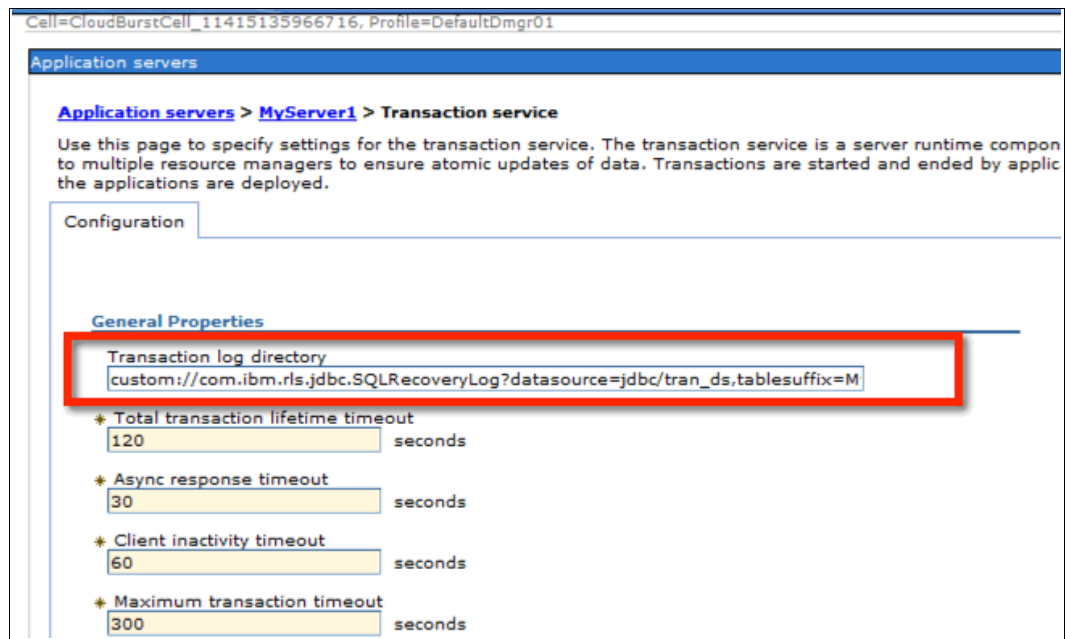 Cell=CloudBurstCell_11415135966716, Profile=DefaultDmgr01
Application servers
Application servers > MyServer1 > Transaction service
Use this page to specify settings for the transaction service. The transaction service is a server runtime compon
to multiple resource managers to ensure atomic updates of data. Transactions are started and ended by applic
the applications are deployed.
Configuration
General Properties
Transaction log directory
custom://com.ibm.rls.jdbc.SQLRecoveryLog?datasource=jdbc/tran_ds,tablesuffix=M
* Total transaction lifetime timeout
120 seconds
* Async response timeout
30 seconds
* Client inactivity timeout
60 seconds
* Maximum transaction timeout
300 seconds